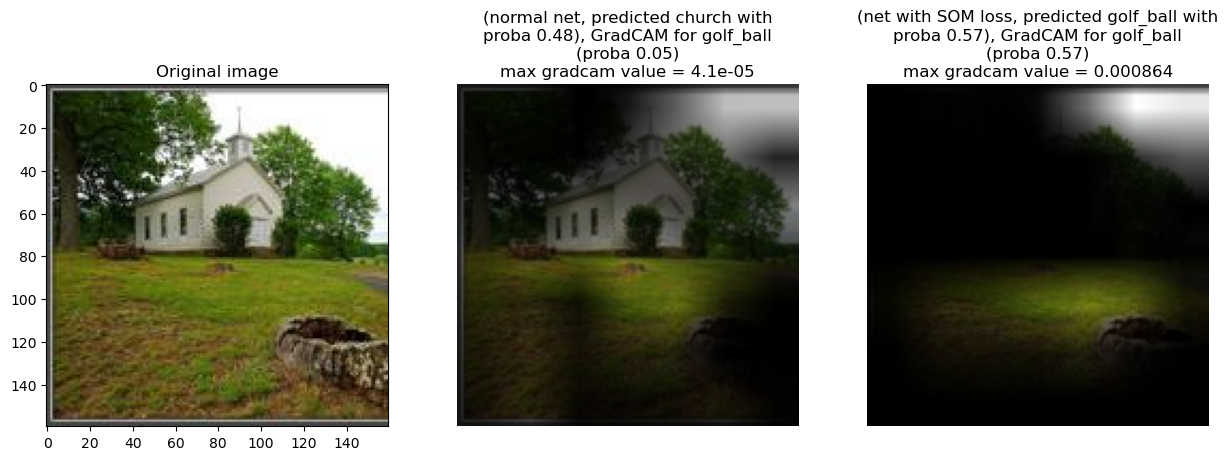 Original image
(normal net, predicted church with
proba 0.48), GradCAM for golf_ball
(proba 0.05)
max gradcam value = 4.1e-05
(net with SOM loss, predicted golf_ball with
proba 0.57), GradCAM for golf_ball
(proba 0.57)
max gradcam value = 0.000864
0
20
40
60
80
100
120
140
0 20 40 60 80 100 120 140